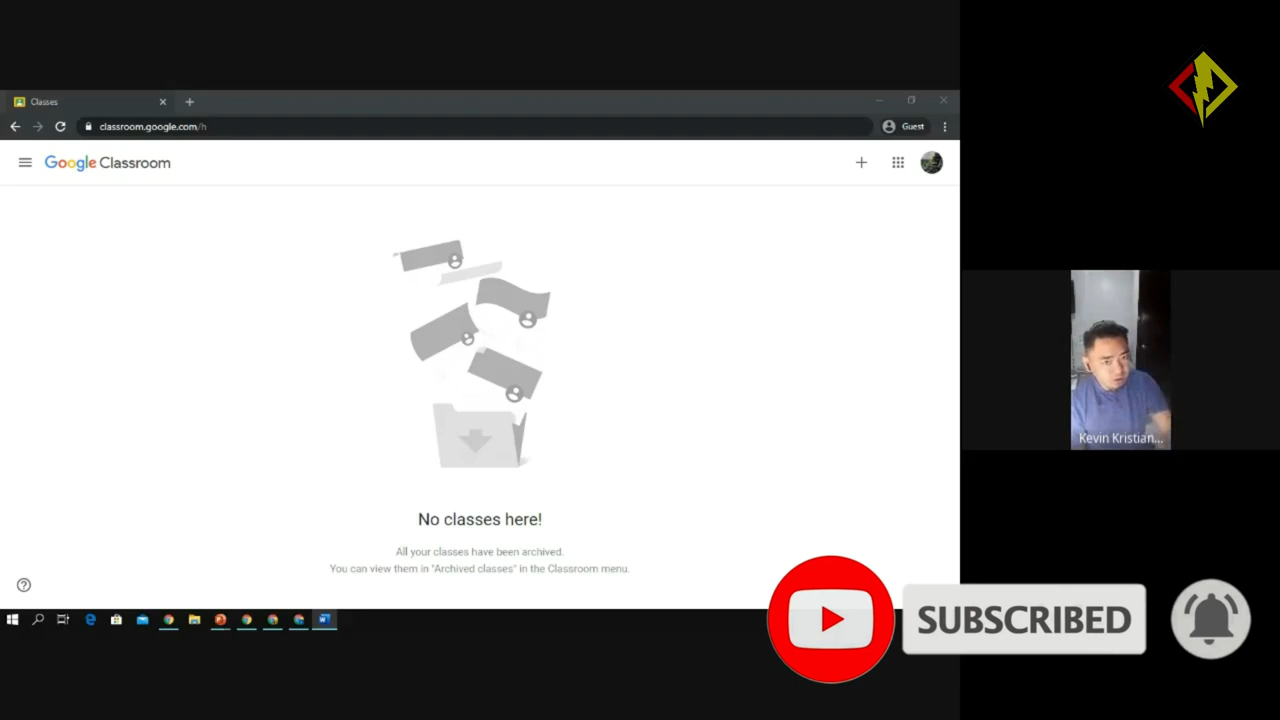 Classes
classroom.google.com/h
Guest
Google Classroom
No classes here!
All your classes have been archived.
You can view them in "Archived classes" in the Classroom menu.
Kevin Kristian...
SUBSCRIBED